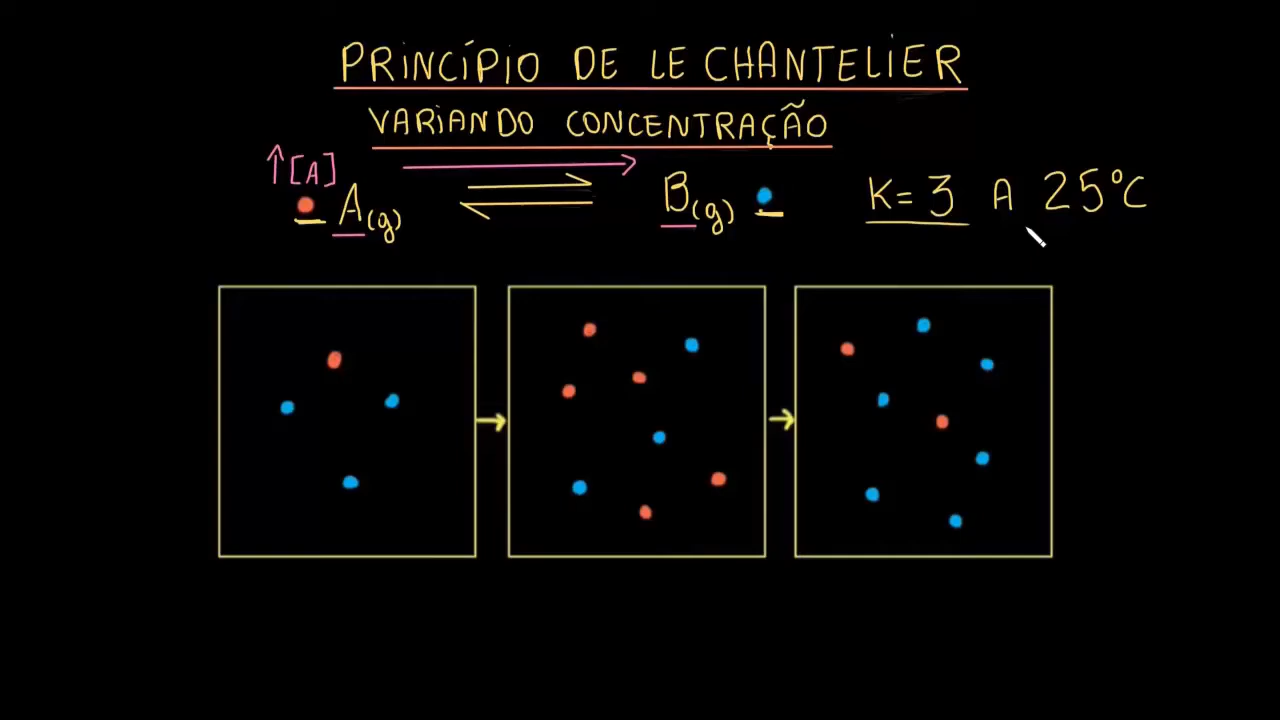 PRINCÍPIO DE LE CHANTELIER
VARIANDO CONCENTRAÇÃO
↑[A]
A(g) ⇌ B(g) K= 3 A 25°C